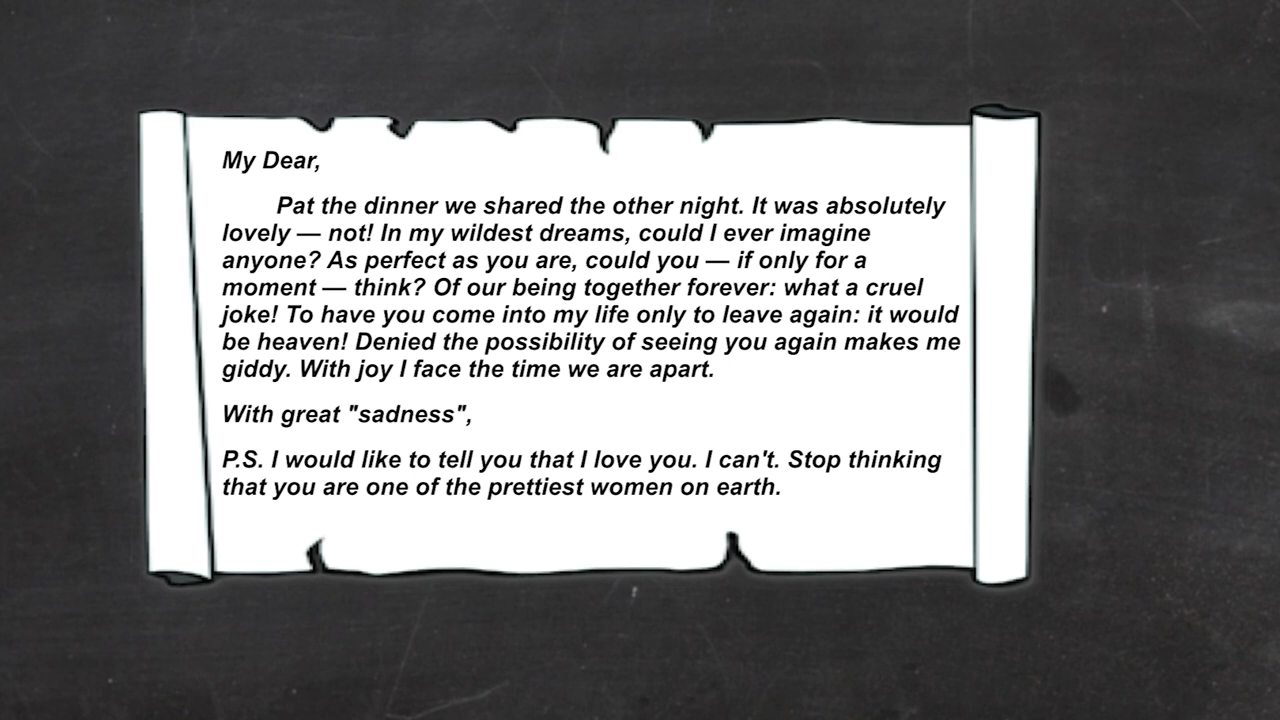 My Dear,
Pat the dinner we shared the other night. It was absolutely
lovely — not! In my wildest dreams, could I ever imagine
anyone? As perfect as you are, could you — if only for a
moment — think? Of our being together forever: what a cruel
joke! To have you come into my life only to leave again: it would
be heaven! Denied the possibility of seeing you again makes me
giddy. With joy I face the time we are apart.
With great "sadness",
P.S. I would like to tell you that I love you. I can't. Stop thinking
that you are one of the prettiest women on earth.